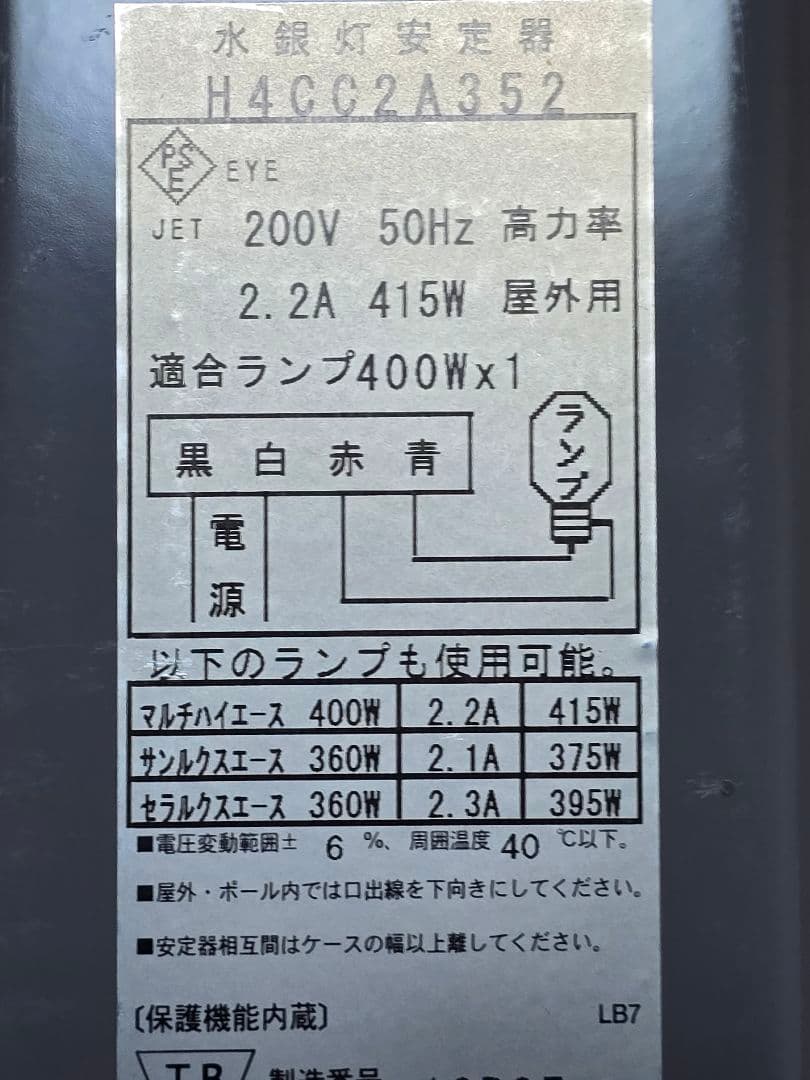 水銀灯安定器
H4CC2A352
PS
E
EYE
JET 200V 50Hz 高力率
2.2A 415W 屋外用
適合ランプ400Wx1
黒 白 赤 青
ランプ
電源
以下のランプも使用可能。
マルチハイエース 400W 2.2A 415W
サンルクスエース 360W 2.1A 375W
セラルクスエース 360W 2.3A 395W
■電圧変動範囲± 6 %、周囲温度 40 ℃以下。
■屋外・ポール内では口出線を下向きにしてください。
■安定器相互間はケースの幅以上離してください。
〔保護機能内蔵〕 LB7
製造番号